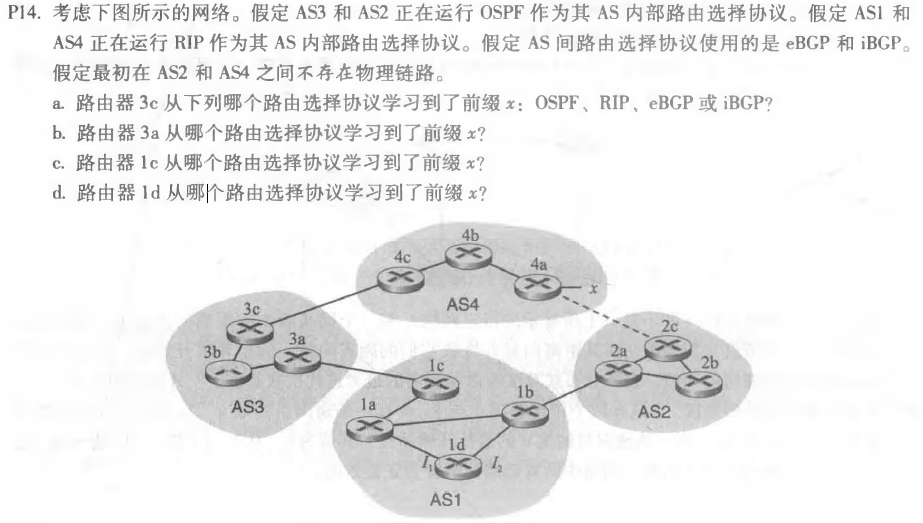 P14. 考虑下图所示的网络。假定 AS3 和 AS2 正在运行 OSPF 作为其 AS 内部路由选择协议。假定 AS1 和
AS4 正在运行 RIP 作为其 AS 内部路由选择协议。假定 AS 间路由选择协议使用的是 eBGP 和 iBGP。
假定最初在 AS2 和 AS4 之间不存在物理链路。
a. 路由器 3c 从下列哪个路由选择协议学习到了前缀 x：OSPF、RIP、eBGP 或 iBGP?
b. 路由器 3a 从哪个路由选择协议学习到了前缀 x?
c. 路由器 1c 从哪个路由选择协议学习到了前缀 x?
d. 路由器 1d 从哪个路由选择协议学习到了前缀 x?
4b
4c
4a
x
AS4
3c
3a
3b
AS3
2c
2a
2b
AS2
1c
1b
1a
1d
I₁
I₂
AS1